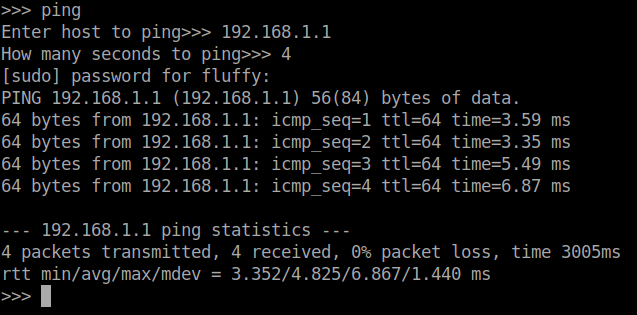 >>> ping
Enter host to ping>>> 192.168.1.1
How many seconds to ping>>> 4
[sudo] password for fluffy:
PING 192.168.1.1 (192.168.1.1) 56(84) bytes of data.
64 bytes from 192.168.1.1: icmp_seq=1 ttl=64 time=3.59 ms
64 bytes from 192.168.1.1: icmp_seq=2 ttl=64 time=3.35 ms
64 bytes from 192.168.1.1: icmp_seq=3 ttl=64 time=5.49 ms
64 bytes from 192.168.1.1: icmp_seq=4 ttl=64 time=6.87 ms

--- 192.168.1.1 ping statistics ---
4 packets transmitted, 4 received, 0% packet loss, time 3005ms
rtt min/avg/max/mdev = 3.352/4.825/6.867/1.440 ms
>>>